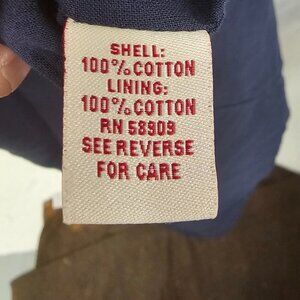 SHELL:
100% COTTON
LINING:
100% COTTON
RN 58909
SEE REVERSE
FOR CARE